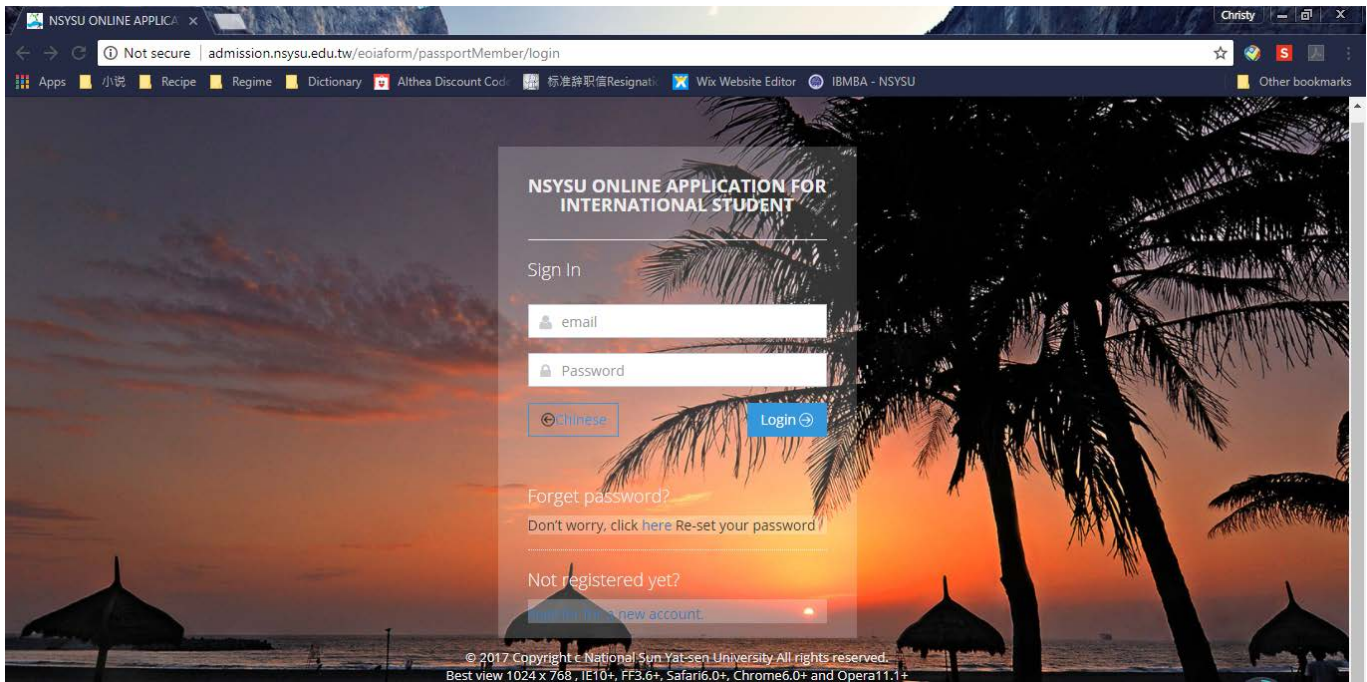 NSYSU ONLINE APPLICA
Christy
Not secure | admission.nsysu.edu.tw/eoiaform/passportMember/login
Apps 小说 Recipe Regime Dictionary Althea Discount Code 标准辞职信Resignati Wix Website Editor IBMBA - NSYSU Other bookmarks
NSYSU ONLINE APPLICATION FOR
INTERNATIONAL STUDENT
Sign In
email
Password
Chinese Login
Forget password?
Don't worry, click here Re-set your password
Not registered yet?
a new account.
© 2017 Copyright c National Sun Yat-sen University All rights reserved.
Best view 1024 x 768 , IE10+, FF3.6+, Safari6.0+, Chrome6.0+ and Opera11.1+